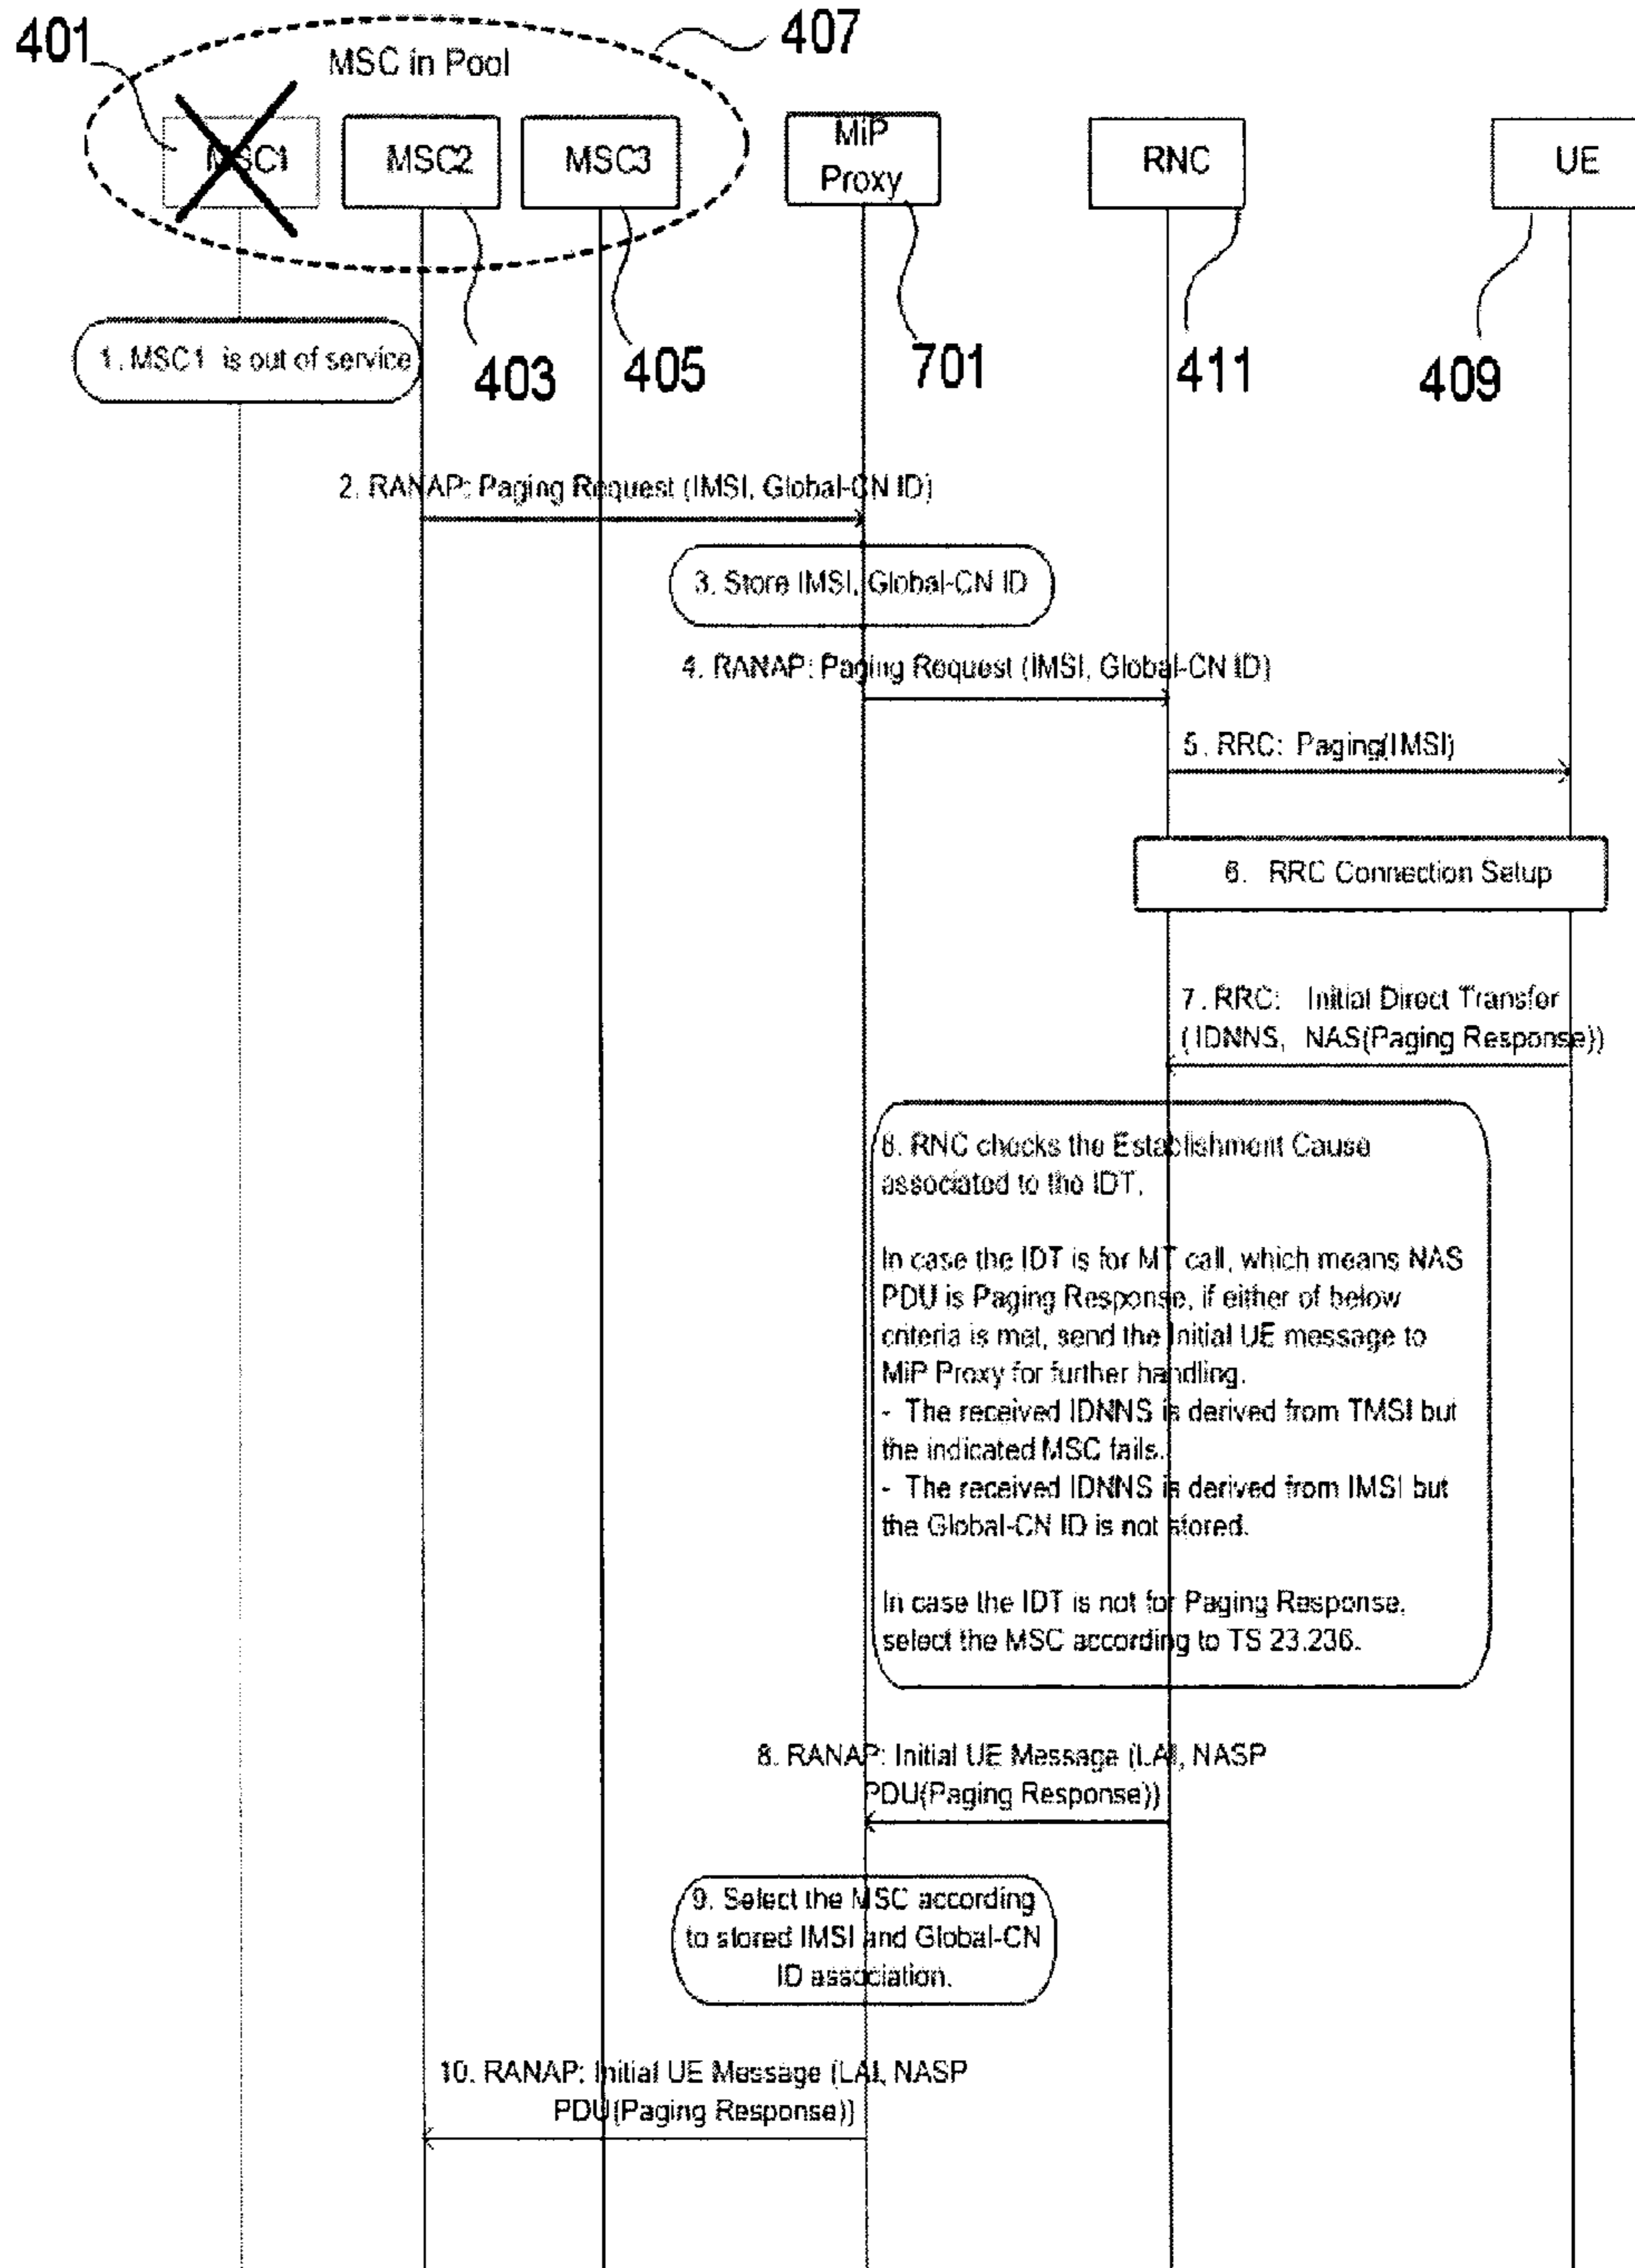 401
407
MSC in Pool
MSC1
MSC2
MSC3
MiP
Proxy
RNC
UE
1. MSC1 is out of service
403
405
701
411
409
2. RANAP: Paging Request (IMSI, Global-CN ID)
3. Store IMSI, Global-CN ID
4. RANAP: Paging Request (IMSI, Global-CN ID)
5. RRC: Paging(IMSI)
6. RRC Connection Setup
7. RRC: Initial Direct Transfer
(IDNNS, NAS(Paging Response))
8. RNC checks the Establishment Cause
associated to the IDT.
In case the IDT is for MT call, which means NAS
PDU is Paging Response, if either of below
criteria is met, send the Initial UE message to
MiP Proxy for further handling.
- The received IDNNS is derived from TMSI but
the indicated MSC fails.
- The received IDNNS is derived from IMSI but
the Global-CN ID is not stored.
In case the IDT is not for Paging Response,
select the MSC according to TS 23.236.
8. RANAP: Initial UE Message (LAI, NASP
PDU(Paging Response))
9. Select the MSC according
to stored IMSI and Global-CN
ID association.
10. RANAP: Initial UE Message (LAI, NASP
PDU(Paging Response))